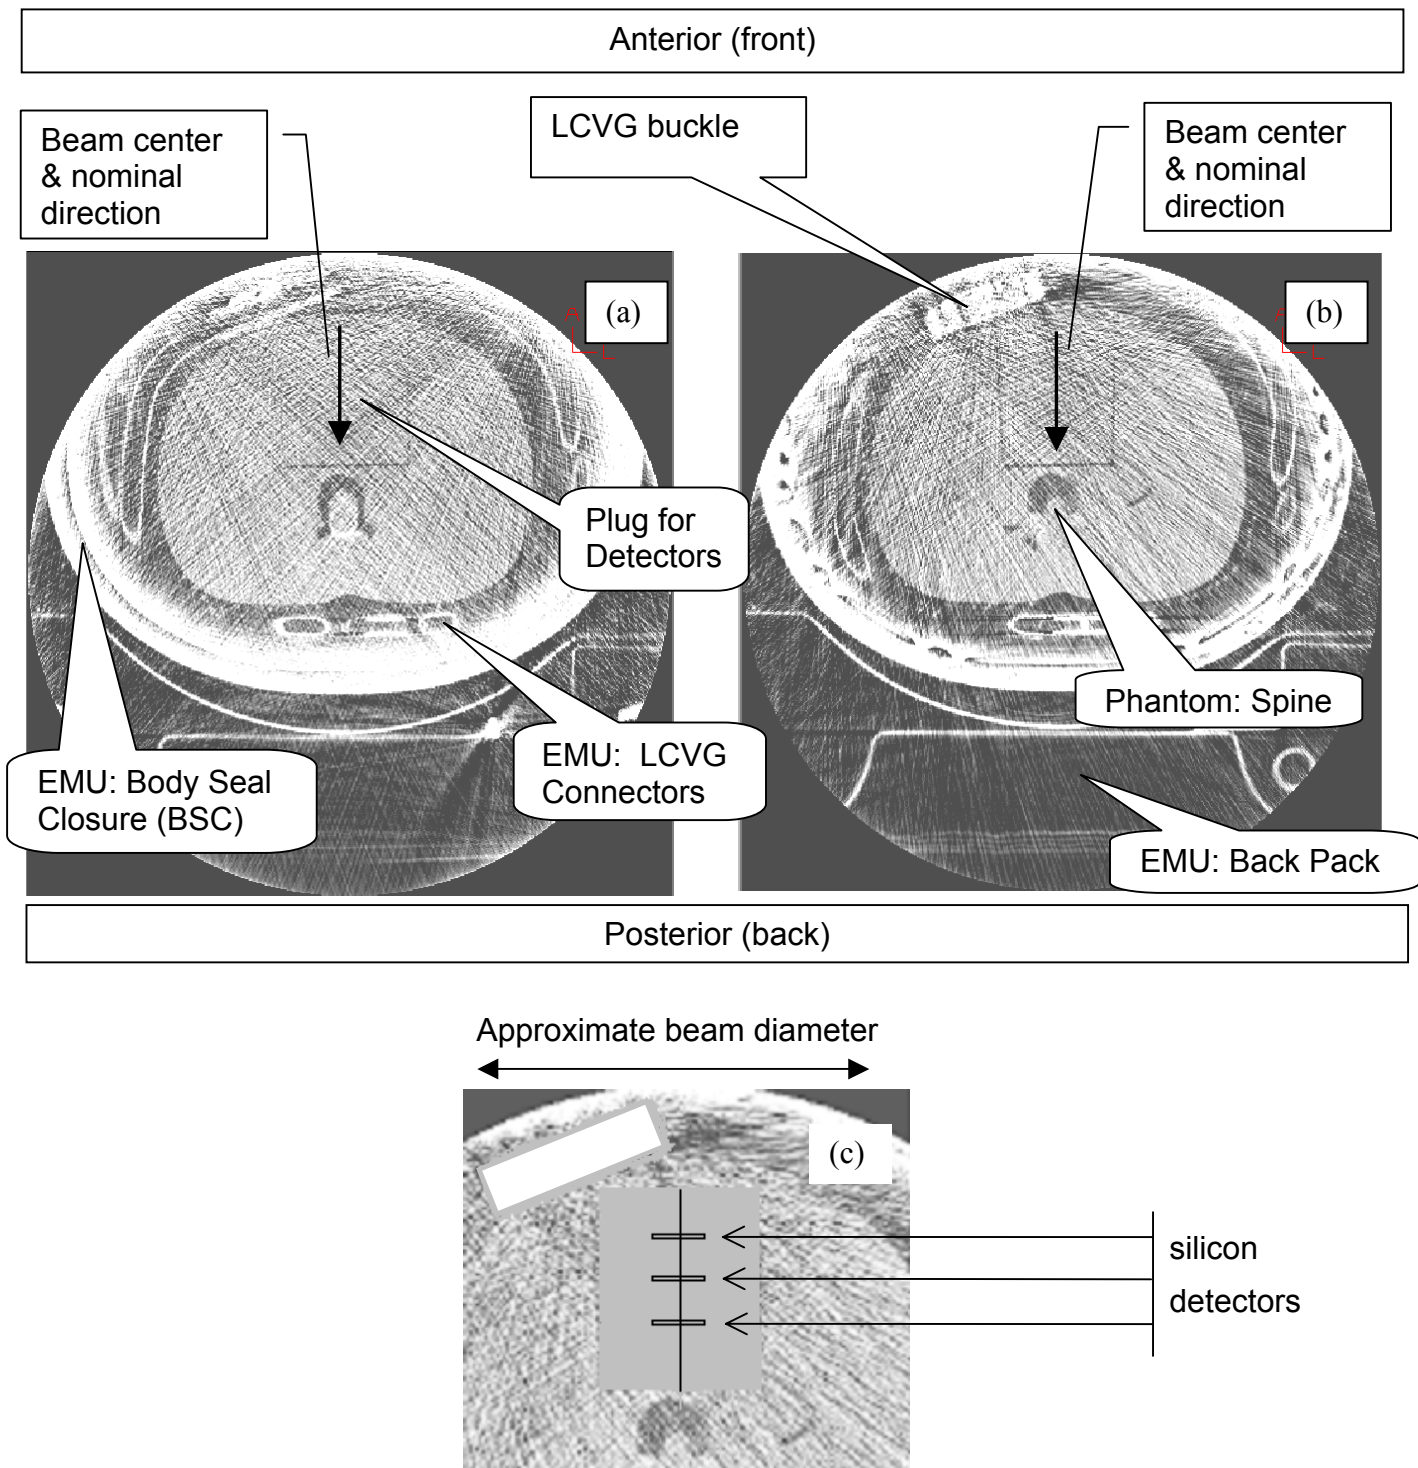 Anterior (front)
Beam center
& nominal
direction
LCVG buckle
Beam center
& nominal
direction
(a)
(b)
Plug for
Detectors
Phantom: Spine
EMU: Body Seal
Closure (BSC)
EMU: LCVG
Connectors
EMU: Back Pack
Posterior (back)
Approximate beam diameter
(c)
silicon
detectors